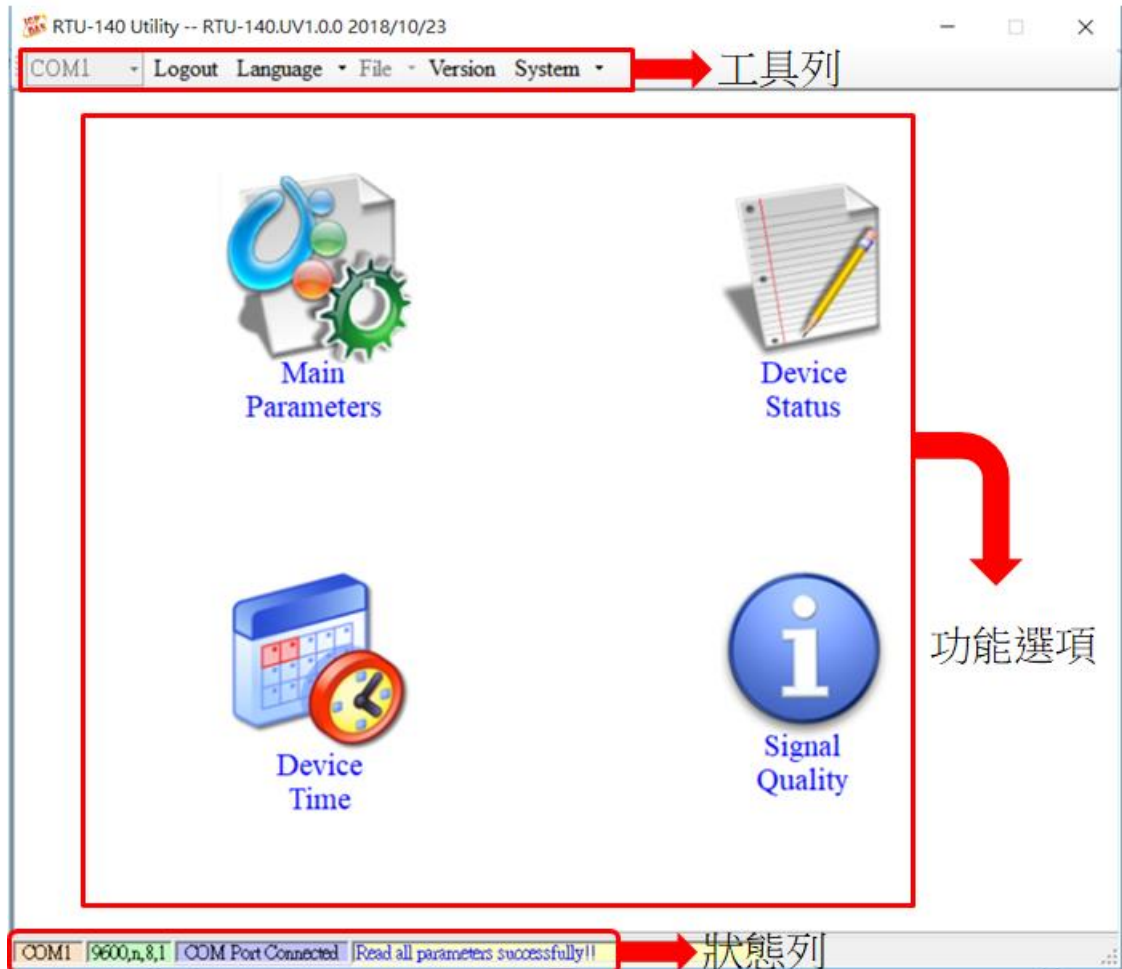 RTU-140 Utility -- RTU-140.UV1.0.0 2018/10/23
COM1 Logout Language File Version System 工具列
Main
Parameters
Device
Status
功能選項
Device
Time
Signal
Quality
COM1 9600,n,8,1 COM Port Connected Read all parameters successfully!! 狀態列